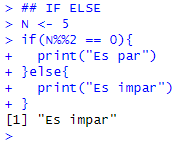 > ## IF ELSE
> N <- 5
> if(N%%2 == 0){
+   print("Es par")
+ }else{
+   print("Es impar")
+ }
[1] "Es impar"
>